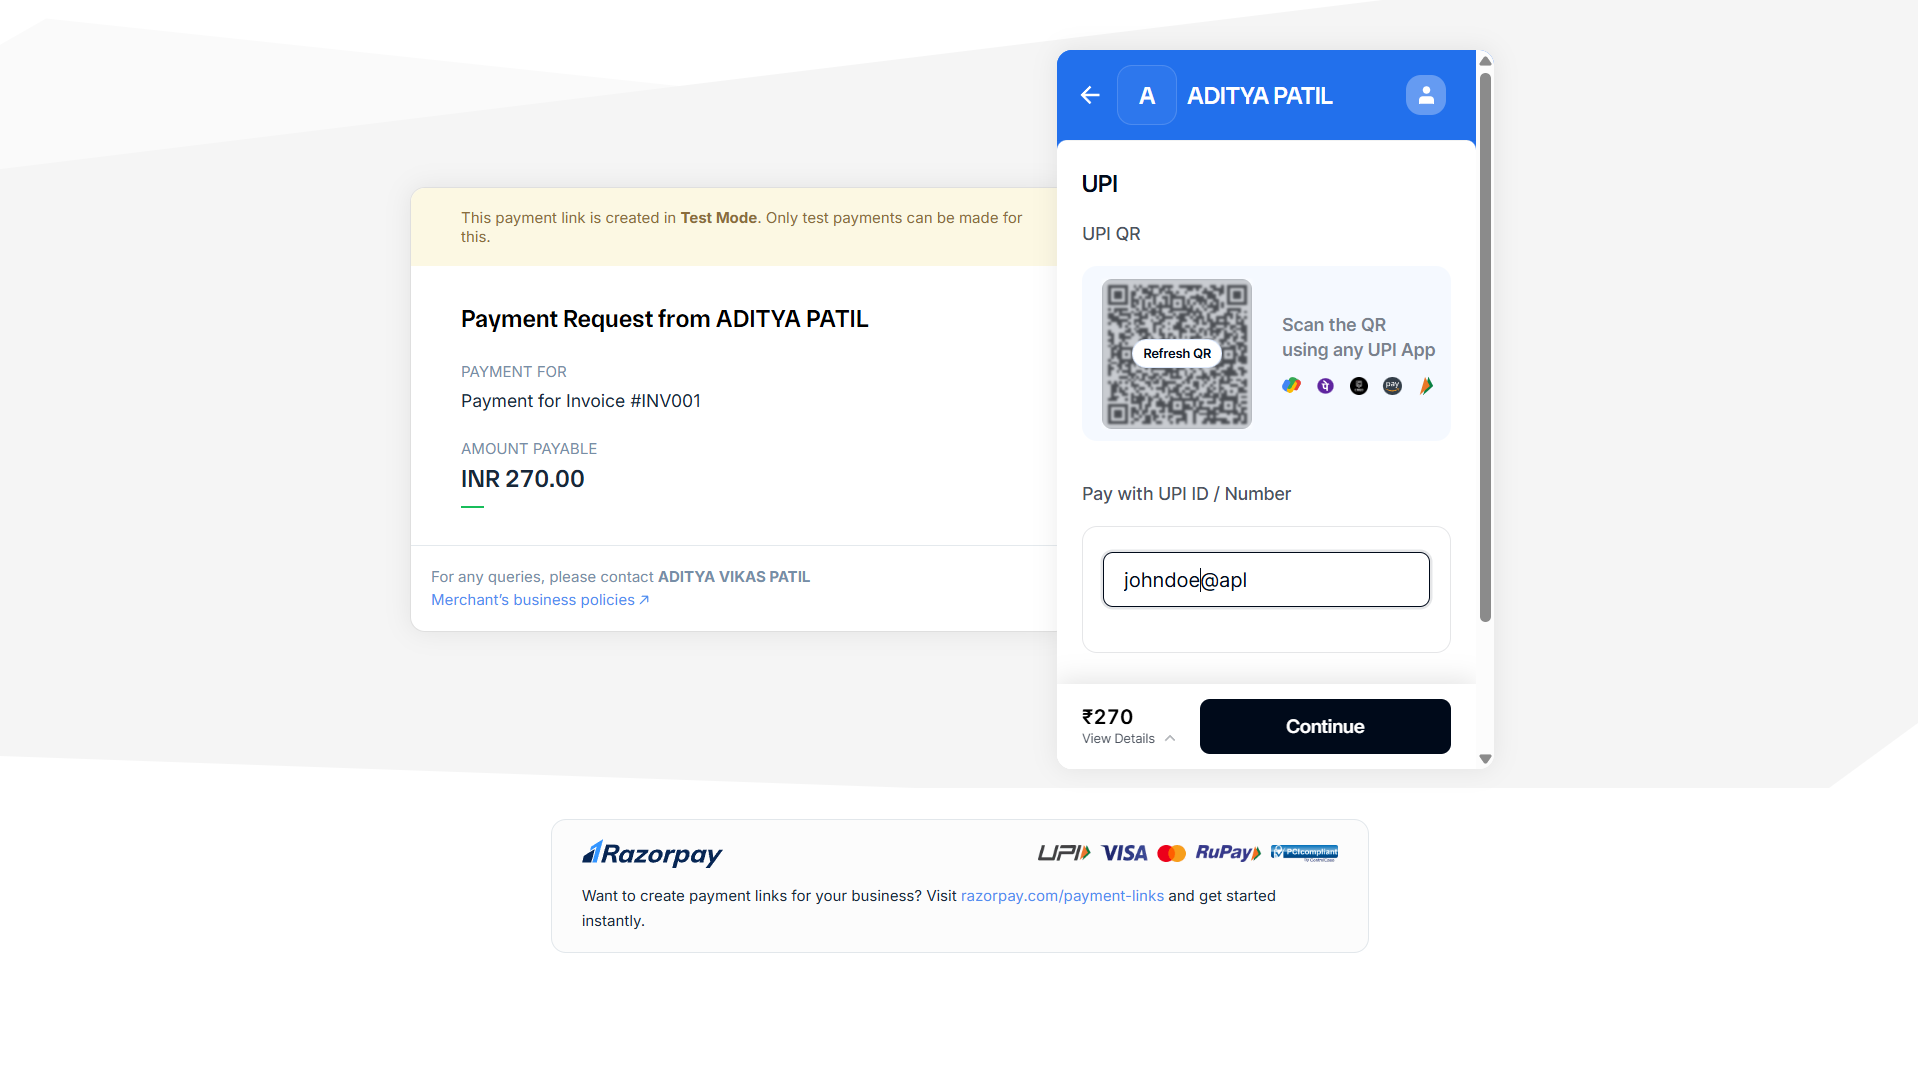 This payment link is created in Test Mode. Only test payments can be made for
this.
Payment Request from ADITYA PATIL
PAYMENT FOR
Payment for Invoice #INV001
AMOUNT PAYABLE
INR 270.00
For any queries, please contact ADITYA VIKAS PATIL
Merchant's business policies ↗
A
ADITYA PATIL
UPI
UPI QR
Refresh QR
Scan the QR
using any UPI App
pay
Pay with UPI ID / Number
johndoe@apl
₹270
View Details
Continue
Razorpay
UPI VISA RuPay PCIcompliant
Want to create payment links for your business? Visit razorpay.com/payment-links and get started
instantly.